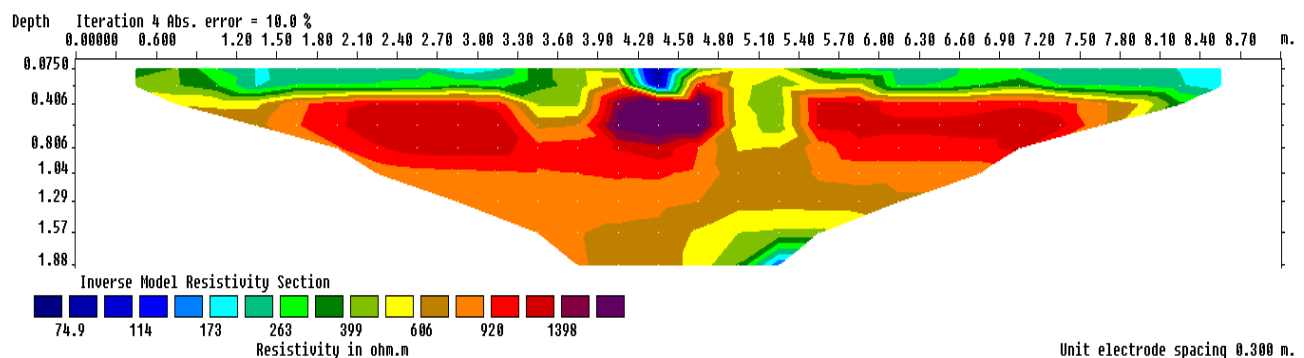 Depth Iteration 4 Abs. error = 10.0 %
0.00000 0.600 1.20 1.50 1.80 2.10 2.40 2.70 3.00 3.30 3.60 3.90 4.20 4.50 4.80 5.10 5.40 5.70 6.00 6.30 6.60 6.90 7.20 7.50 7.80 8.10 8.40 8.70 m.
0.0750
0.406
0.806
1.04
1.29
1.57
1.88
Inverse Model Resistivity Section
74.9 114 173 263 399 606 920 1398
Resistivity in ohm.m Unit electrode spacing 0.300 m.